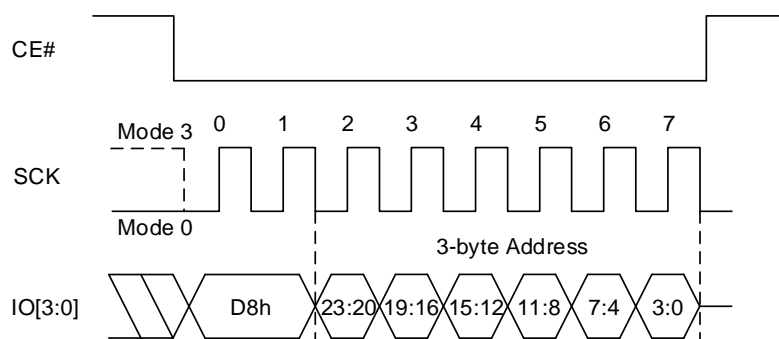 CE#
0 1 2 3 4 5 6 7
Mode 3
SCK
Mode 0
3-byte Address
IO[3:0] D8h 23:20 19:16 15:12 11:8 7:4 3:0